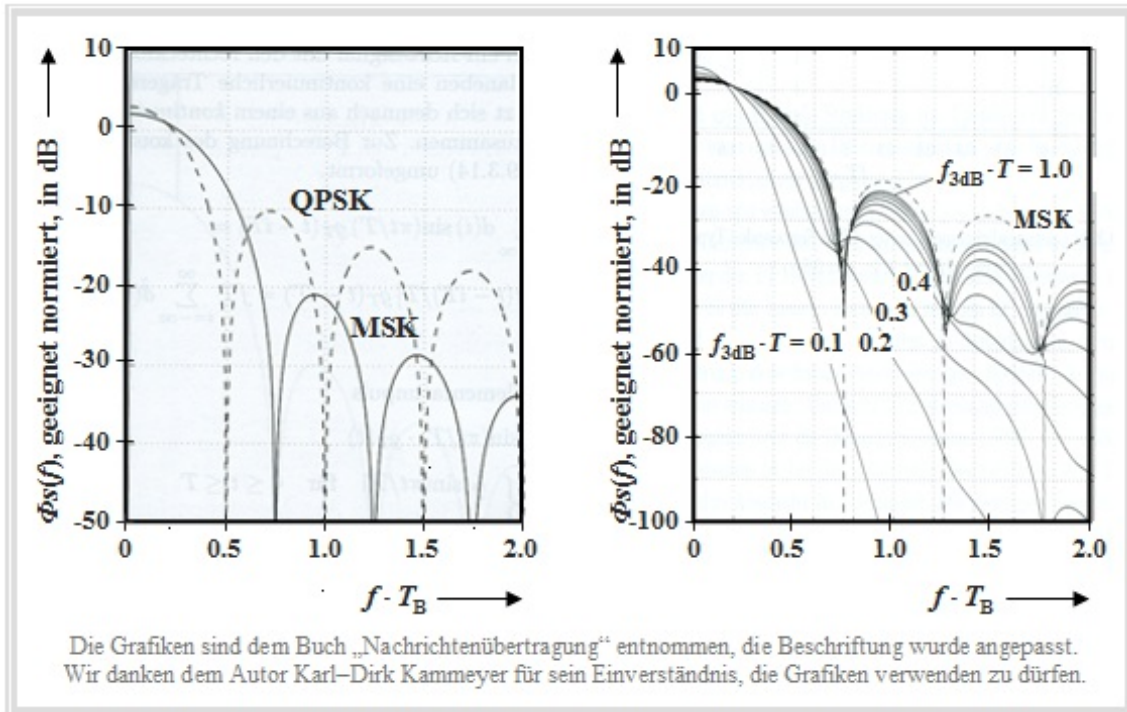 Φs(f), geeignet normiert, in dB
10
0
-10
-20
-30
-40
-50
0
0.5
1.0
1.5
2.0
f - T_B
QPSK
MSK
Φs(f), geeignet normiert, in dB
10
0
-20
-40
-60
-80
-100
0
0.5
1.0
1.5
2.0
f - T_B
f_3dB - T = 1.0
MSK
0.4
0.3
f_3dB - T = 0.1 0.2
Die Grafiken sind dem Buch „Nachrichtenübertragung“ entnommen, die Beschriftung wurde angepasst.
Wir danken dem Autor Karl–Dirk Kammeyer für sein Einverständnis, die Grafiken verwenden zu dürfen.